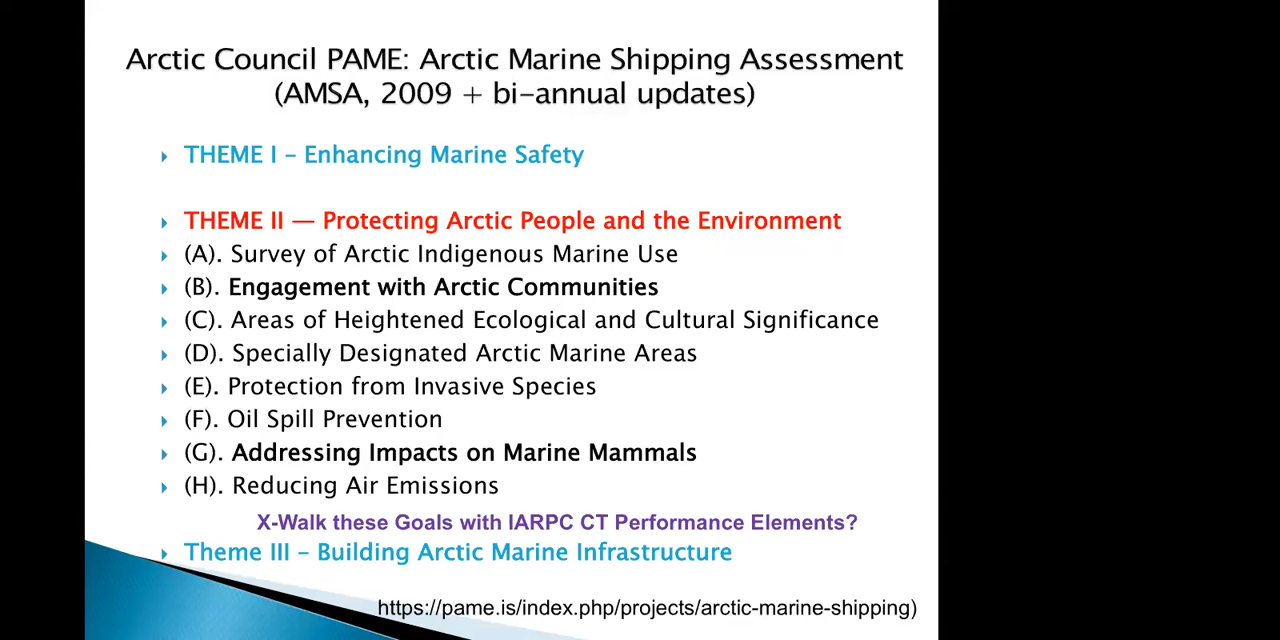 Arctic Council PAME: Arctic Marine Shipping Assessment
(AMSA, 2009 + bi-annual updates)
THEME I – Enhancing Marine Safety
THEME II — Protecting Arctic People and the Environment
(A). Survey of Arctic Indigenous Marine Use
(B). Engagement with Arctic Communities
(C). Areas of Heightened Ecological and Cultural Significance
(D). Specially Designated Arctic Marine Areas
(E). Protection from Invasive Species
(F). Oil Spill Prevention
(G). Addressing Impacts on Marine Mammals
(H). Reducing Air Emissions
X-Walk these Goals with IARPC CT Performance Elements?
Theme III – Building Arctic Marine Infrastructure
https://pame.is/index.php/projects/arctic-marine-shipping)